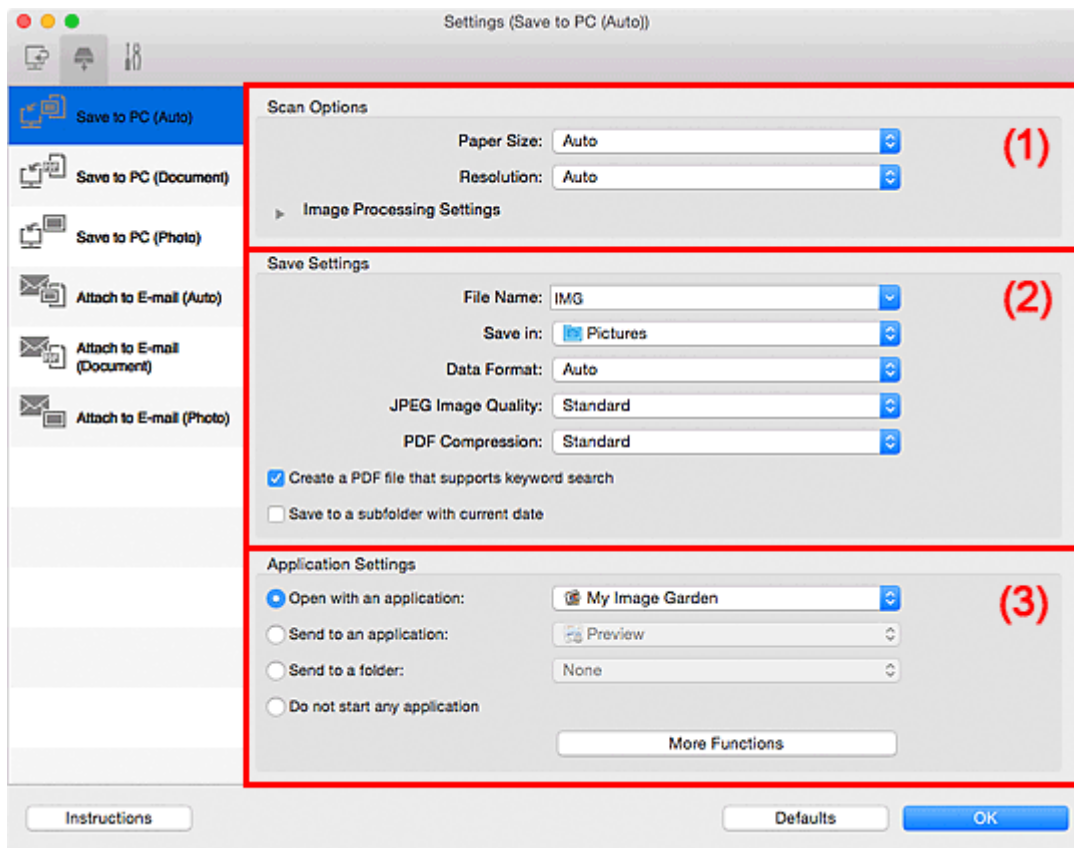 Settings (Save to PC (Auto))
Save to PC (Auto)
Save to PC (Document)
Save to PC (Photo)
Attach to E-mail (Auto)
Attach to E-mail
(Document)
Attach to E-mail (Photo)
Scan Options
(1)
Paper Size: Auto
Resolution: Auto
Image Processing Settings
Save Settings
(2)
File Name: IMG
Save in: Pictures
Data Format: Auto
JPEG Image Quality: Standard
PDF Compression: Standard
Create a PDF file that supports keyword search
Save to a subfolder with current date
Application Settings
(3)
Open with an application: My Image Garden
Send to an application: Preview
Send to a folder: None
Do not start any application
More Functions
Instructions Defaults OK